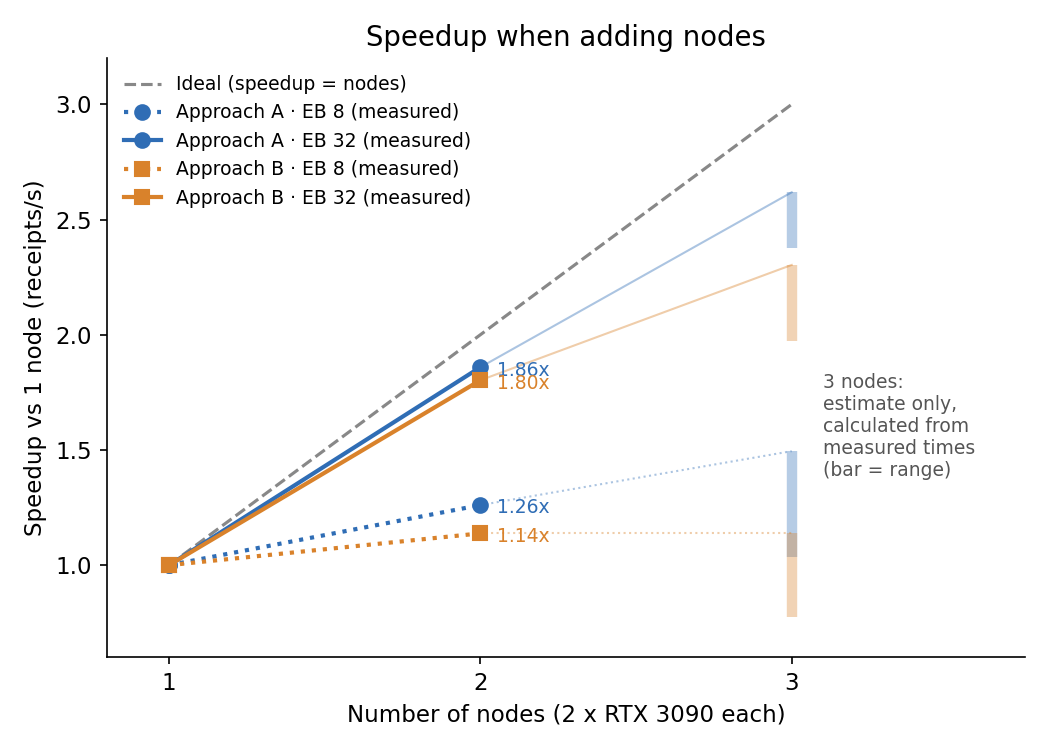 Speedup when adding nodes
Ideal (speedup = nodes)
Approach A · EB 8 (measured)
Approach A · EB 32 (measured)
Approach B · EB 8 (measured)
Approach B · EB 32 (measured)
Speedup vs 1 node (receipts/s)
3.0
2.5
2.0
1.5
1.0
1.86x
1.80x
1.26x
1.14x
3 nodes:
estimate only,
calculated from
measured times
(bar = range)
1
2
3
Number of nodes (2 x RTX 3090 each)